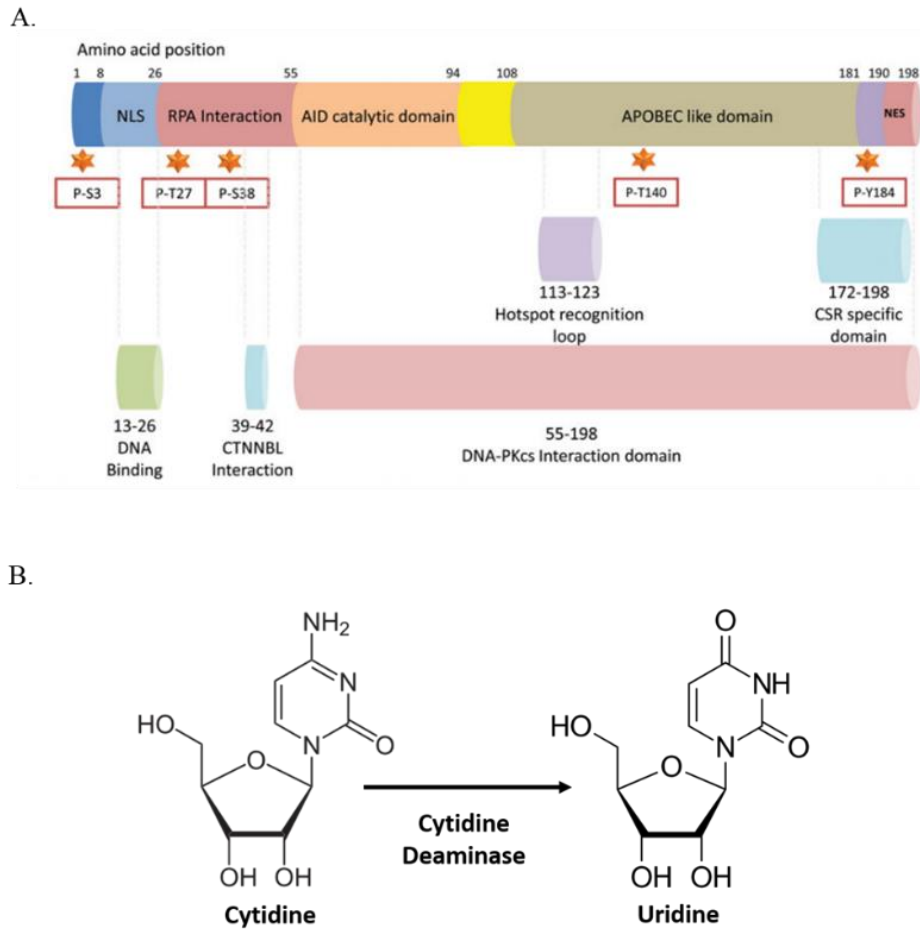 A.
Amino acid position
1 8 26 55 94 108 181 190 198
NLS RPA Interaction AID catalytic domain APOBEC like domain NES
P-S3 P-T27 P-S38 P-T140 P-Y184
113-123
Hotspot recognition
loop
172-198
CSR specific
domain
13-26
DNA
Binding
39-42
CTNNBL
Interaction
55-198
DNA-PKcs Interaction domain
B.
NH2
N
HO
N
O
O
OH OH
Cytidine
Cytidine
Deaminase
O
NH
HO
N
O
O
OH OH
Uridine